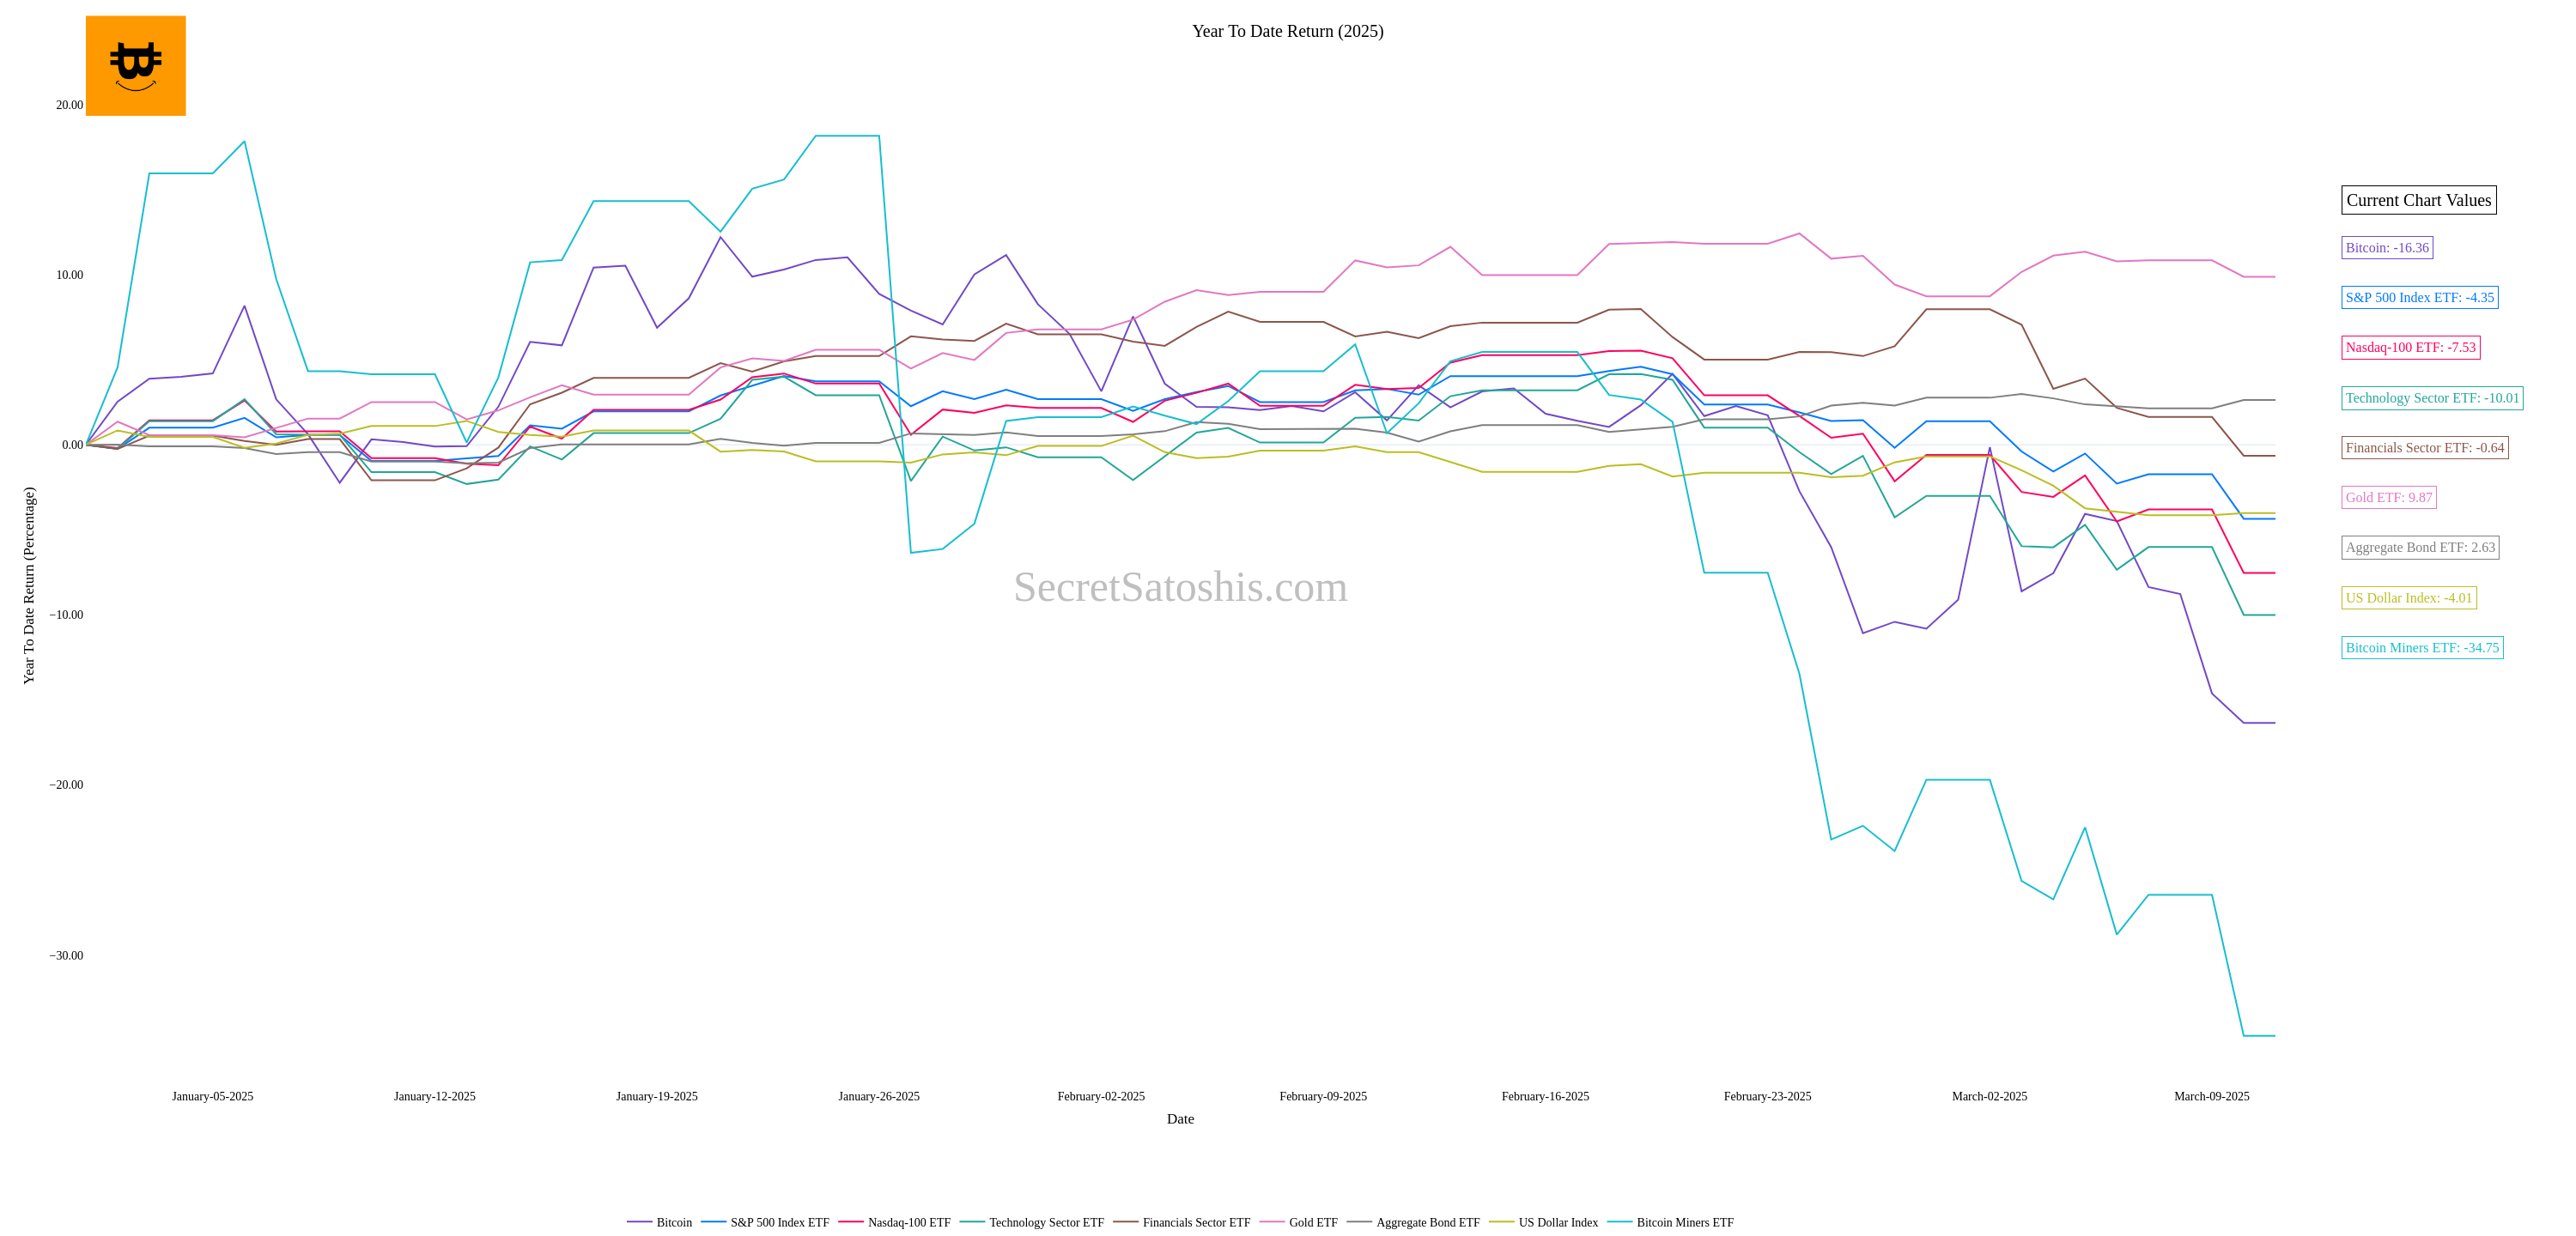 Year To Date Return (2025)
20.00
10.00
0.00
−10.00
−20.00
−30.00
Year To Date Return (Percentage)
SecretSatoshis.com
Current Chart Values
Bitcoin: -16.36
S&P 500 Index ETF: -4.35
Nasdaq-100 ETF: -7.53
Technology Sector ETF: -10.01
Financials Sector ETF: -0.64
Gold ETF: 9.87
Aggregate Bond ETF: 2.63
US Dollar Index: -4.01
Bitcoin Miners ETF: -34.75
January-05-2025 January-12-2025 January-19-2025 January-26-2025 February-02-2025 February-09-2025 February-16-2025 February-23-2025 March-02-2025 March-09-2025
Date
Bitcoin S&P 500 Index ETF Nasdaq-100 ETF Technology Sector ETF Financials Sector ETF Gold ETF Aggregate Bond ETF US Dollar Index Bitcoin Miners ETF